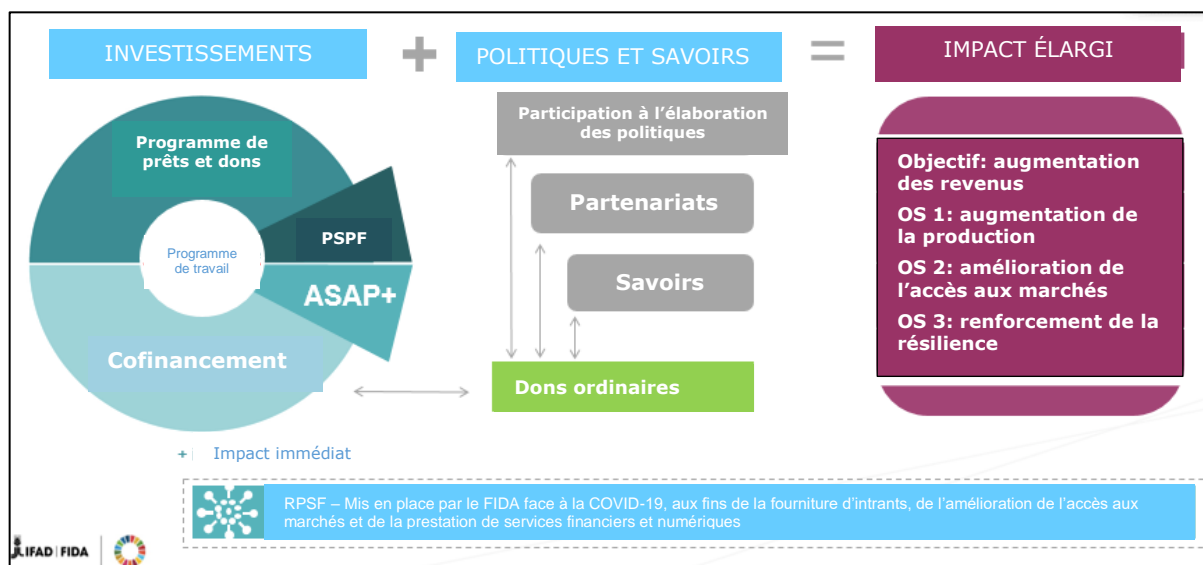 INVESTISSEMENTS
+
POLITIQUES ET SAVOIRS
=
IMPACT ÉLARGI
Programme de
prêts et dons
PSPF
Programme
de travail
ASAP+
Cofinancement
Participation à l’élaboration
des politiques
Partenariats
Savoirs
Dons ordinaires
Objectif: augmentation
des revenus
OS 1: augmentation de
la production
OS 2: amélioration de
l’accès aux marchés
OS 3: renforcement de la
résilience
+ Impact immédiat
RPSF – Mis en place par le FIDA face à la COVID-19, aux fins de la fourniture d’intrants, de l’amélioration de l’accès aux
marchés et de la prestation de services financiers et numériques
IFAD FIDA